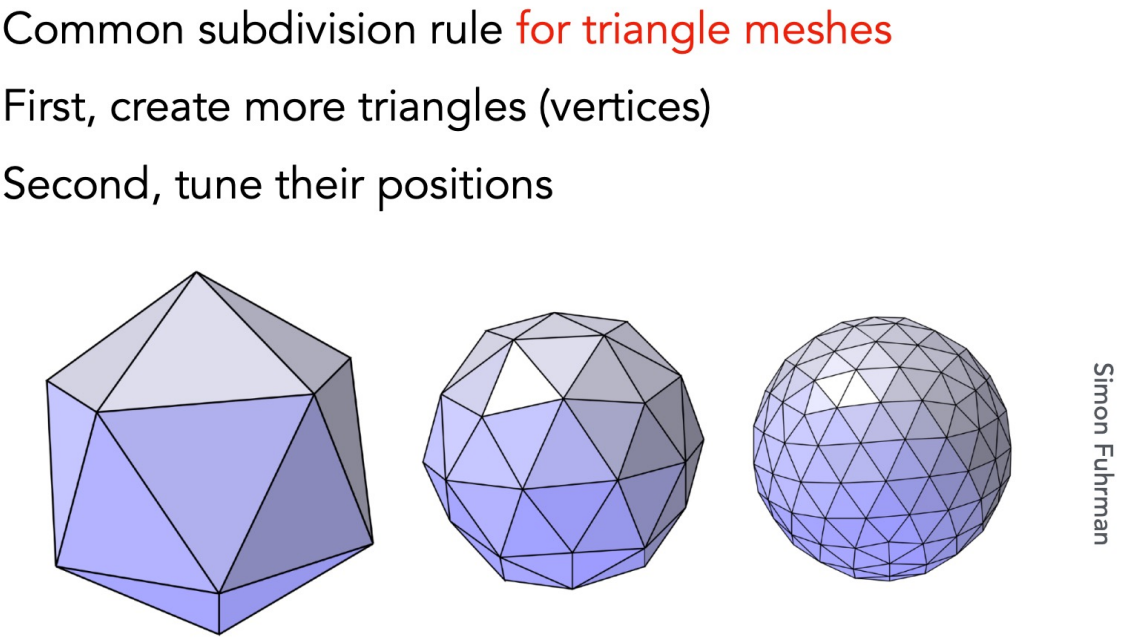 Common subdivision rule for triangle meshes
First, create more triangles (vertices)
Second, tune their positions
Simon Fuhrman